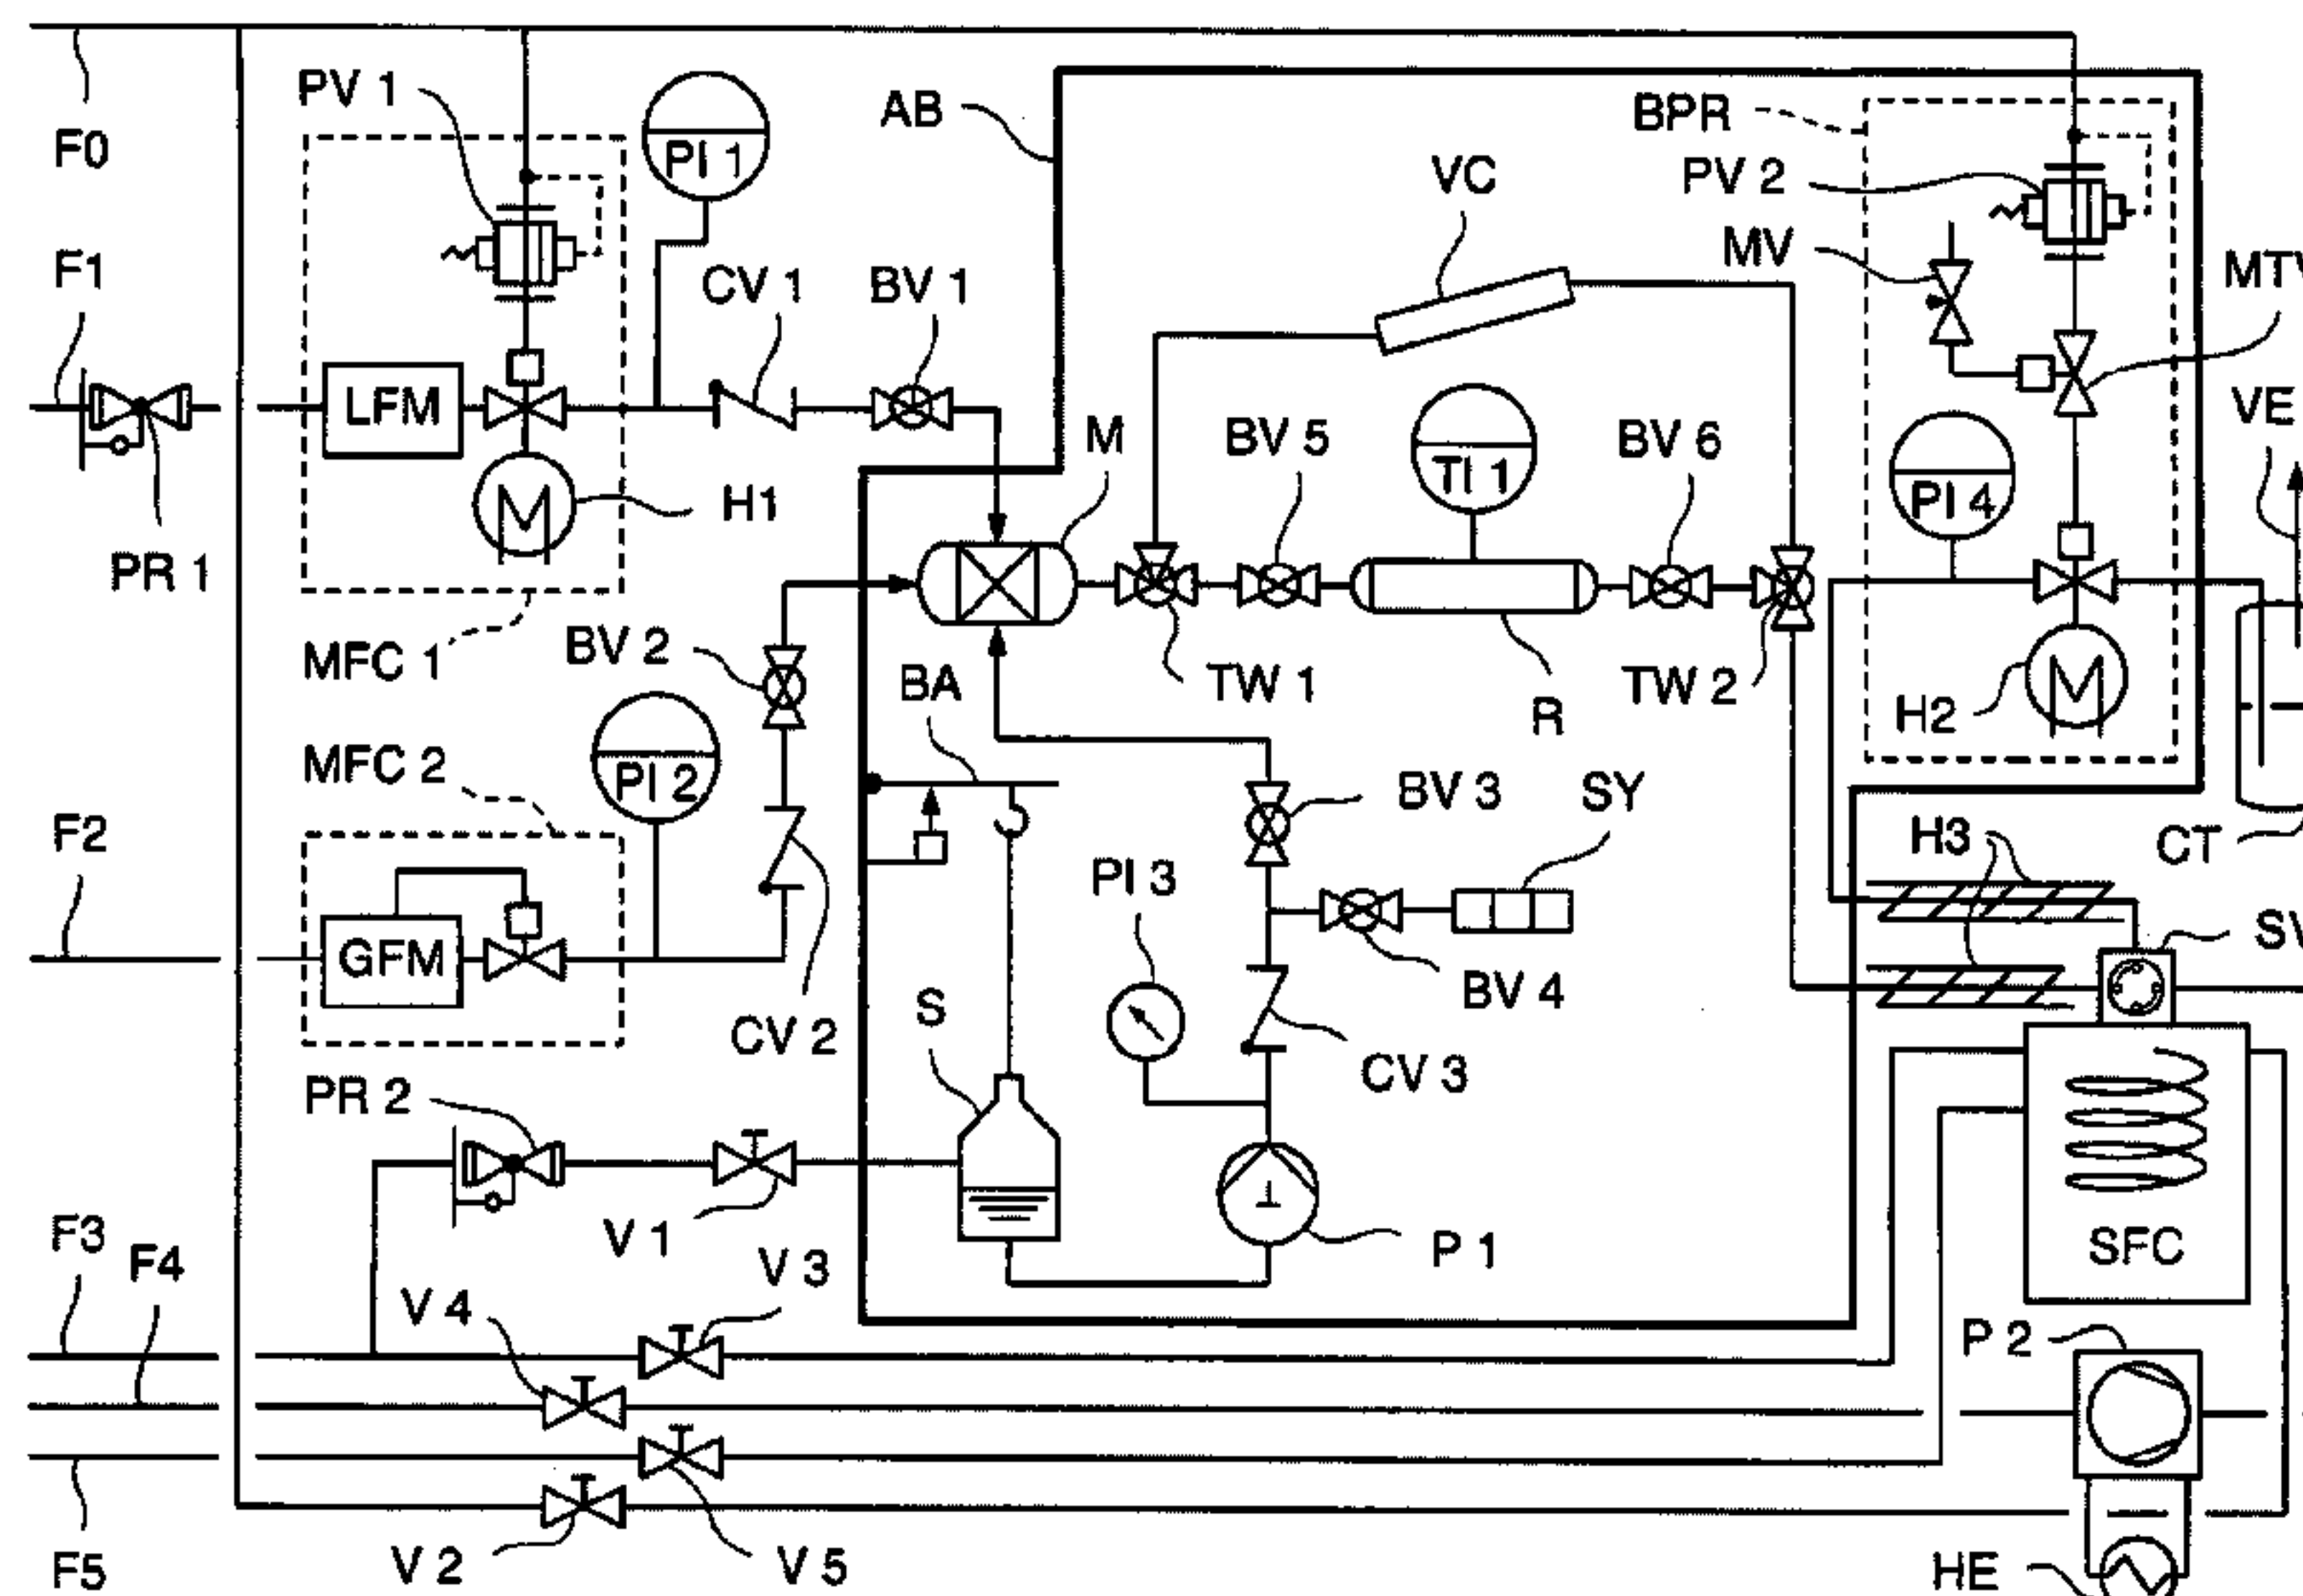 PV 1
PI 1
AB
BPR
F0
VC
PV 2
F1
CV 1
BV 1
MV
MTV
LFM
M
BV 5
TI 1
BV 6
VE
PI 4
H1
PR 1
MFC 1
BV 2
BA
TW 1
R
TW 2
H2
MFC 2
PI 2
F2
PI 3
BV 3
SY
H3
CT
GFM
CV 2
S
BV 4
SV
PR 2
CV 3
F3
F4
V 1
V 3
P 1
SFC
V 4
P 2
F5
V 2
V 5
HE